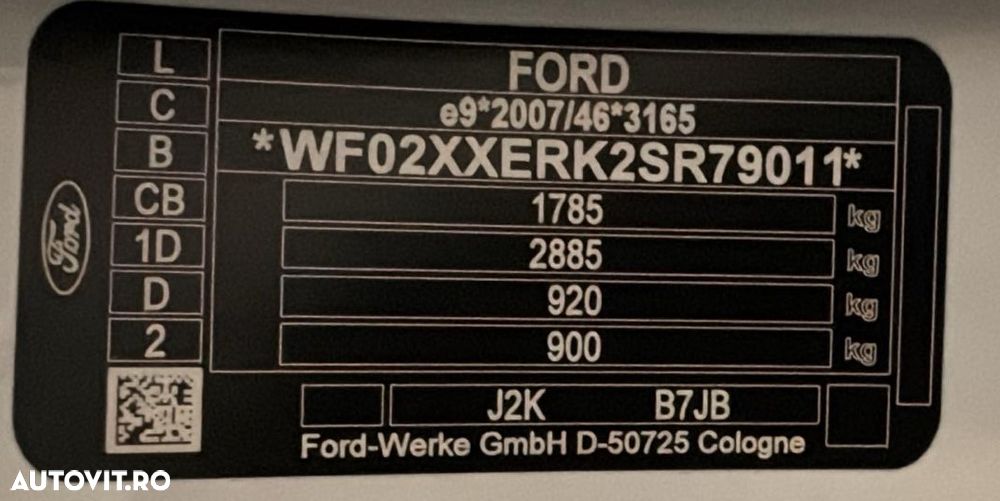 L FORD
C e9*2007/46*3165
B *WF02XXERK2SR79011*
CB 1785 kg
1D 2885 kg
Ford
D 920 kg
2 900 kg
J2K B7JB
Ford-Werke GmbH D-50725 Cologne
AUTOVIT.RO